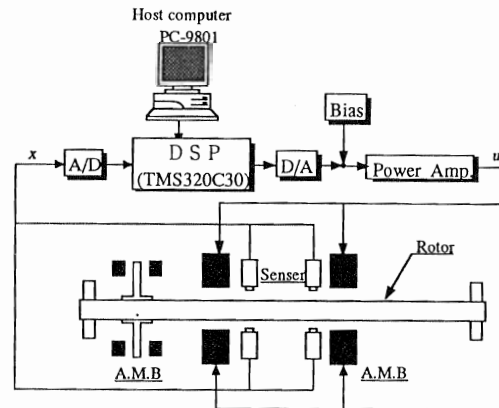 Host computer
PC-9801
Bias
x
A/D
D S P
(TMS320C30)
D/A
Power Amp.
u
Senser
Rotor
A.M.B
A.M.B